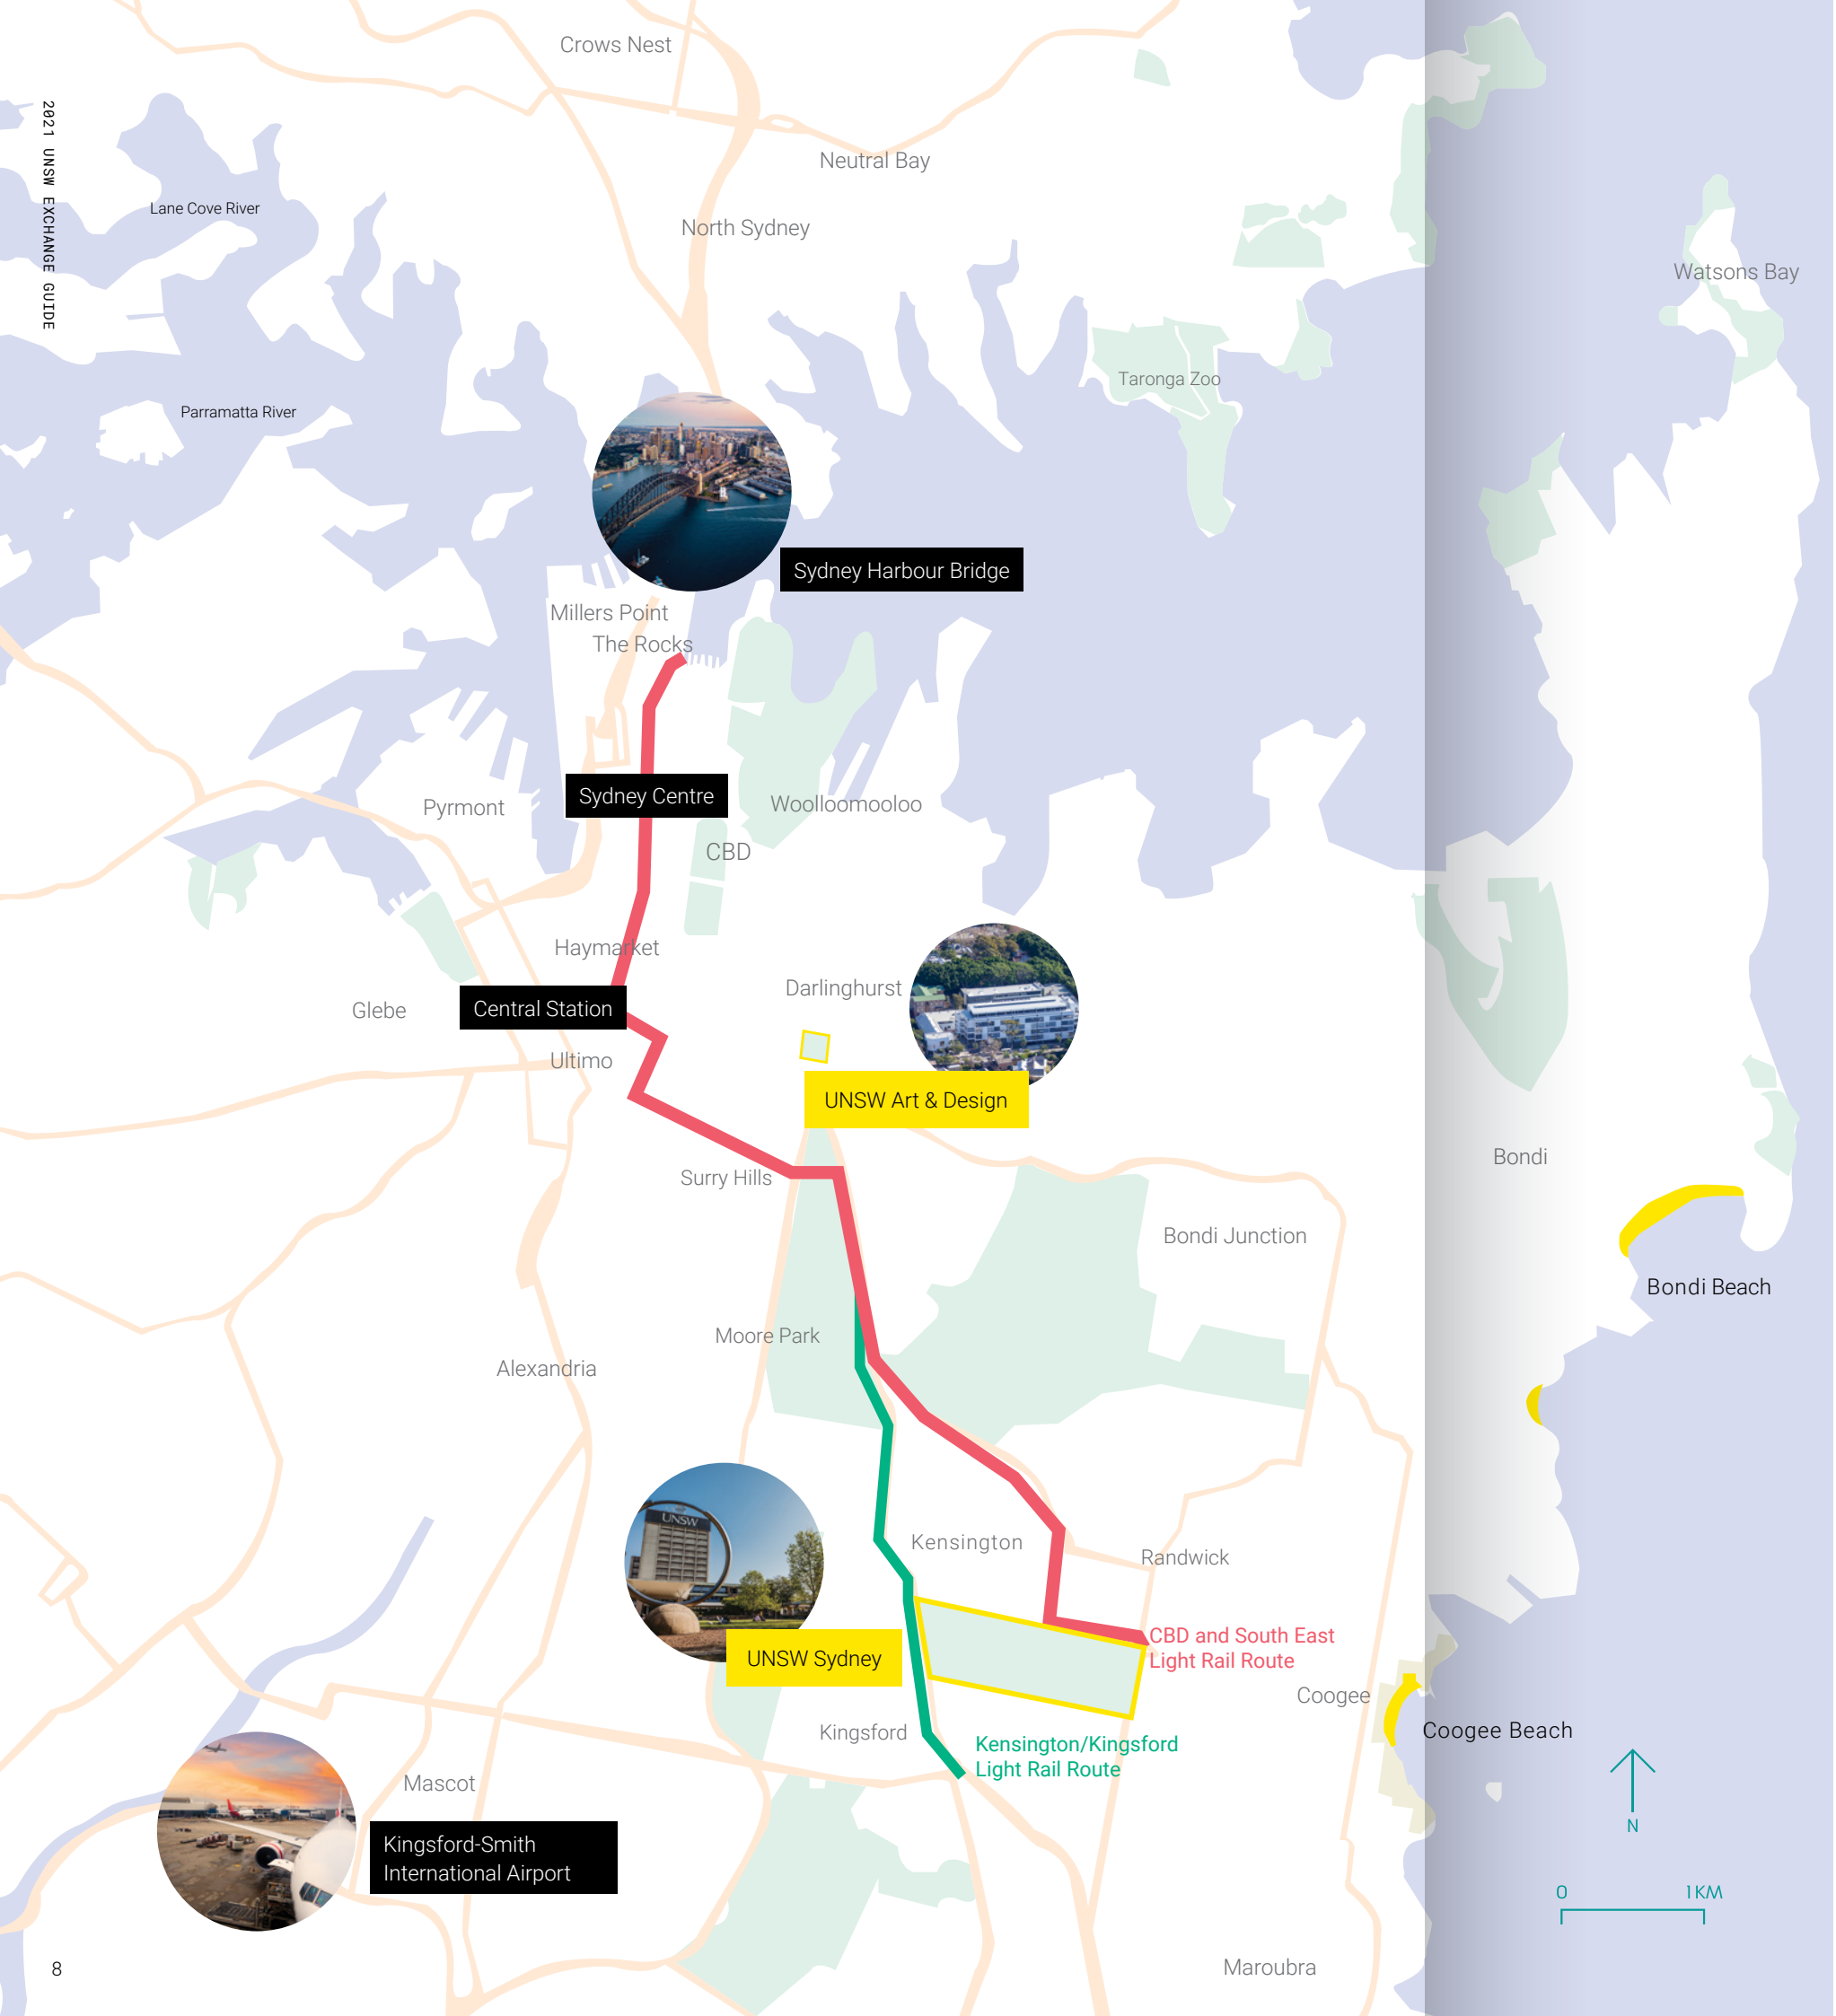 2021 UNSW EXCHANGE GUIDE
Crows Nest
Neutral Bay
Lane Cove River
North Sydney
Watsons Bay
Taronga Zoo
Parramatta River
Sydney Harbour Bridge
Millers Point
The Rocks
Sydney Centre
Pyrmont
Woolloomooloo
CBD
Haymarket
Darlinghurst
Glebe
Central Station
Ultimo
UNSW Art & Design
Bondi
Surry Hills
Bondi Junction
Bondi Beach
Moore Park
Alexandria
UNSW
Kensington
Randwick
CBD and South East
Light Rail Route
UNSW Sydney
Coogee
Coogee Beach
Kingsford
Kensington/Kingsford
Light Rail Route
Mascot
N
Kingsford-Smith
International Airport
0 1KM
Maroubra
8